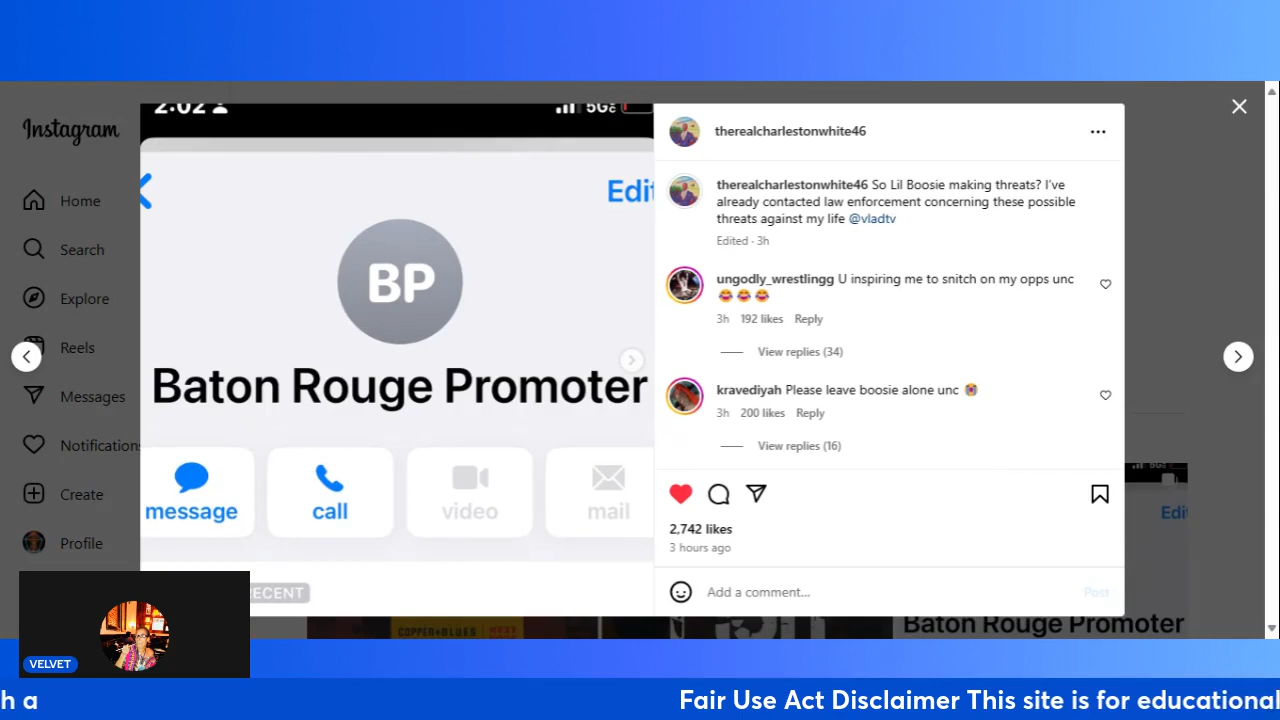 Instagram
Home
Search
Explore
Reels
Messages
Notifications
Create
Profile
2:02
5G
Edit
BP
Baton Rouge Promoter
message
call
video
mail
RECENT
therealcharlestonwhite46
therealcharlestonwhite46 So Lil Boosie making threats? I've
already contacted law enforcement concerning these possible
threats against my life @vladtv
Edited · 3h
ungodly_wrestlingg U inspiring me to snitch on my opps unc
😂😂😂
3h 192 likes Reply
View replies (34)
kravediyah Please leave boosie alone unc 😭
3h 200 likes Reply
View replies (16)
2,742 likes
3 hours ago
Add a comment...
Post
Edit
COPPER BLUES
Baton Rouge Promoter
VELVET
h a
Fair Use Act Disclaimer This site is for educational